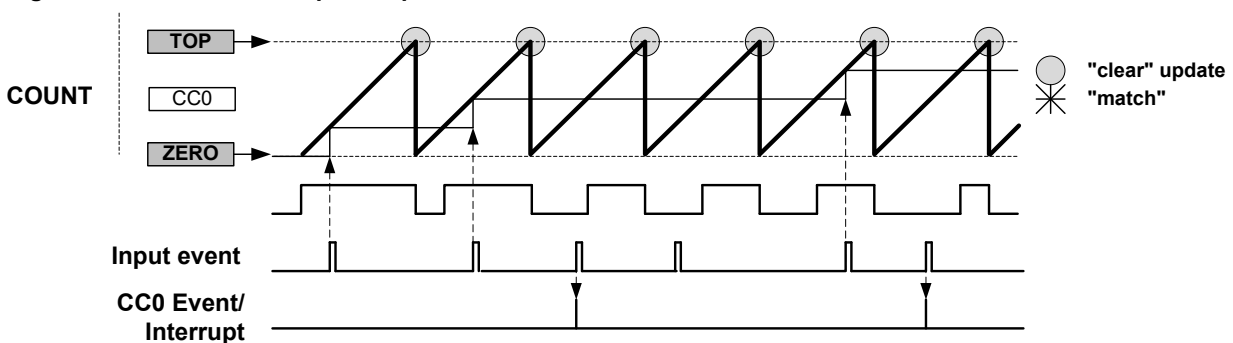 TOP
COUNT
CC0
ZERO
"clear" update
"match"
Input event
CC0 Event/
Interrupt